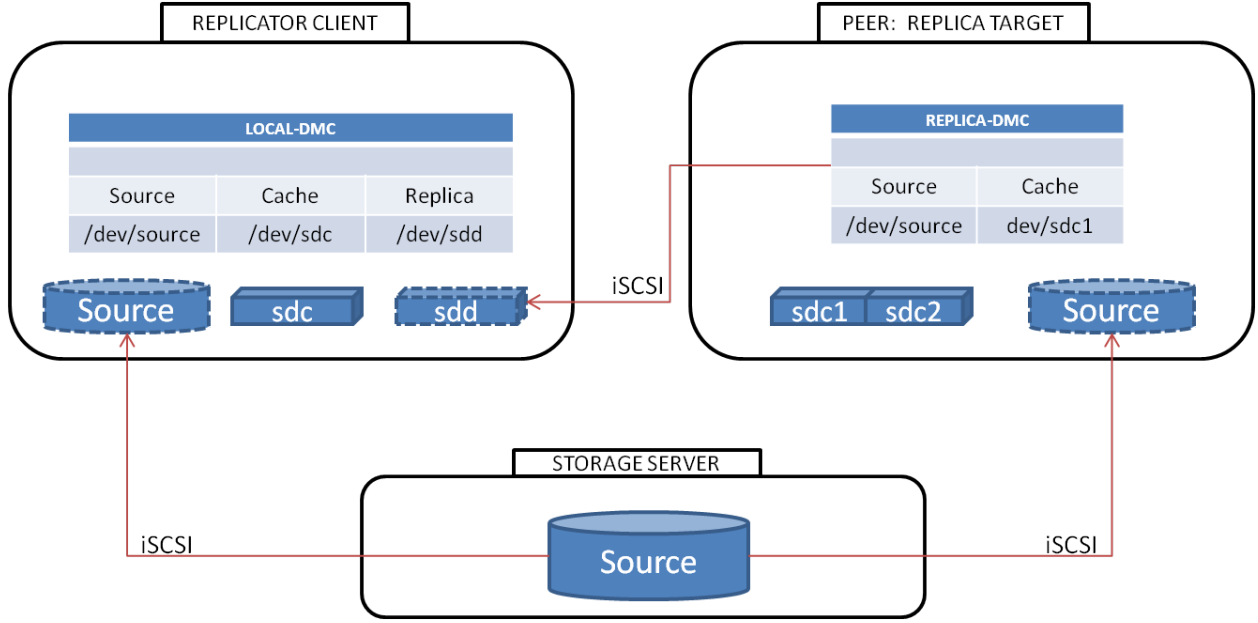 REPLICATOR CLIENT
PEER: REPLICA TARGET
LOCAL-DMC
Source Cache Replica
/dev/source /dev/sdc /dev/sdd
Source sdc sdd
REPLICA-DMC
Source Cache
/dev/source dev/sdc1
sdc1 sdc2 Source
iSCSI
STORAGE SERVER
Source
iSCSI
iSCSI